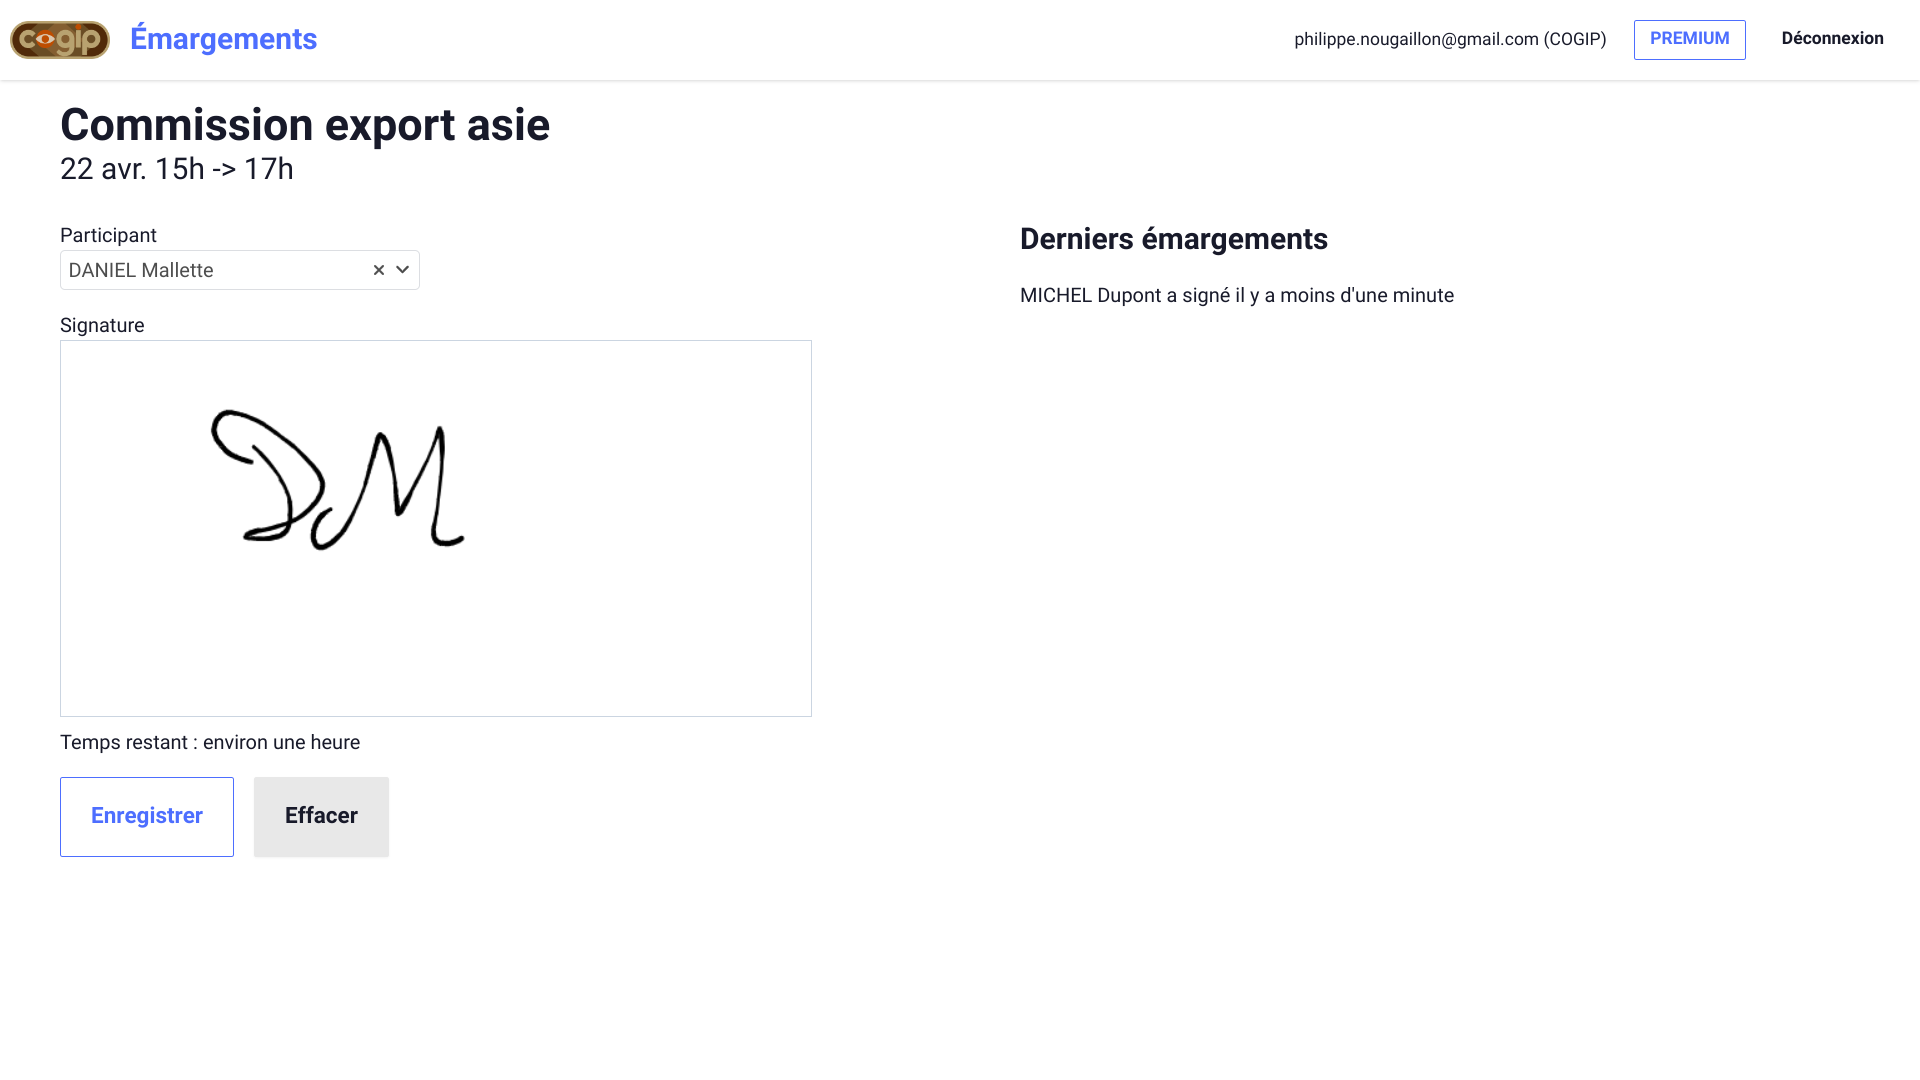 cogip
Émargements
philippe.nougaillon@gmail.com (COGIP)
PREMIUM
Déconnexion
Commission export asie
22 avr. 15h -> 17h
Participant
DANIEL Mallette
Signature
DM
Temps restant : environ une heure
Enregistrer
Effacer
Derniers émargements
MICHEL Dupont a signé il y a moins d'une minute